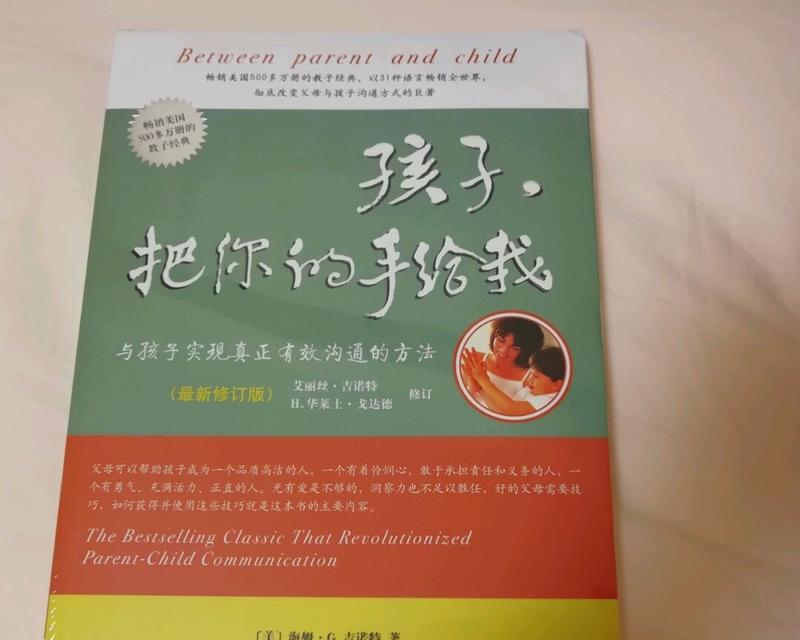 Between parent and child
畅销美国500多万册的教子经典，以31种语言畅销全世界，
彻底改变父母与孩子沟通方式的巨著
畅销美国
500多万册的
教子经典
孩子，
把你的手给我
与孩子实现真正有效沟通的方法
（最新修订版）
艾丽丝·吉诺特
H.华莱士·戈达德
修订
父母可以帮助孩子成为一个品质高洁的人，一个有着怜悯心，敢于承担责任和义务的人，一
个有勇气、充满活力、正直的人。光有爱是不够的，洞察力也不足以胜任，好的父母需要技
巧，如何获得并使用这些技巧就是这本书的主要内容。
The Bestselling Classic That Revolutionized
Parent-Child Communication
〔美〕海姆·G.吉诺特 著